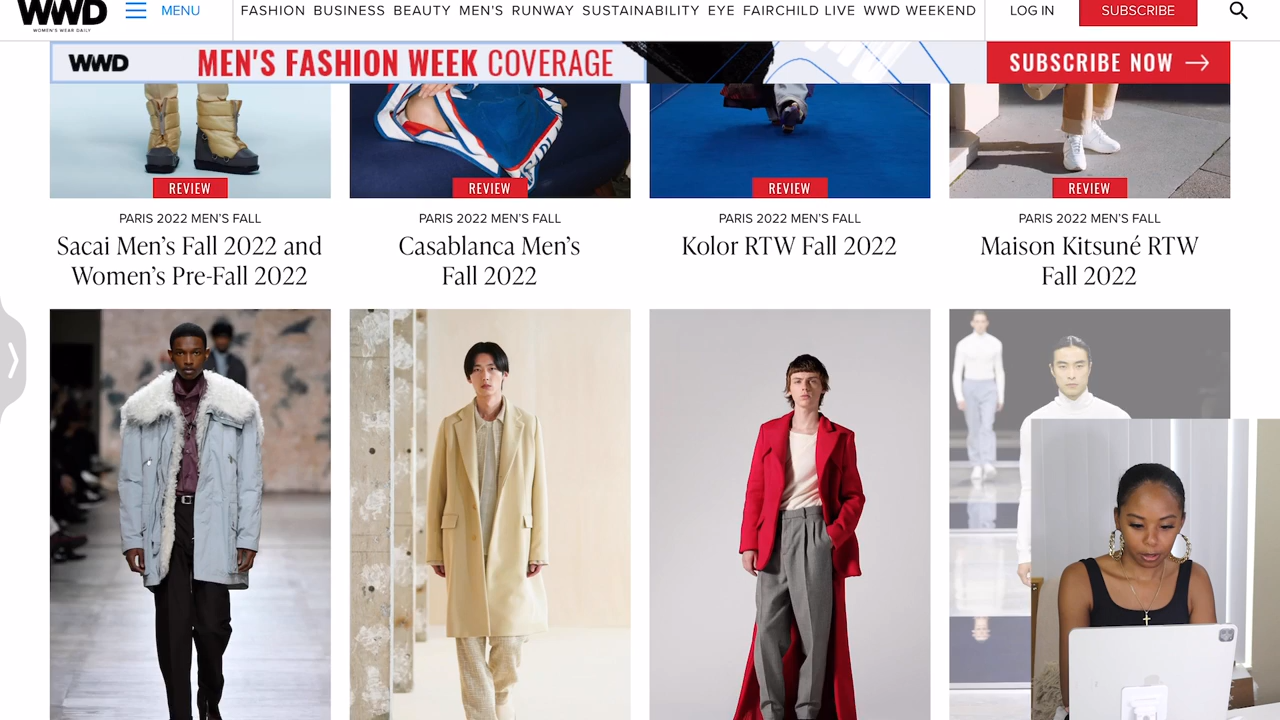 WWD
WOMEN'S WEAR DAILY
MENU
FASHION BUSINESS BEAUTY MEN'S RUNWAY SUSTAINABILITY EYE FAIRCHILD LIVE WWD WEEKEND
LOG IN
SUBSCRIBE
WWD MEN'S FASHION WEEK COVERAGE
SUBSCRIBE NOW →
REVIEW
PARIS 2022 MEN'S FALL
Sacai Men's Fall 2022 and
Women's Pre-Fall 2022
REVIEW
PARIS 2022 MEN'S FALL
Casablanca Men's
Fall 2022
REVIEW
PARIS 2022 MEN'S FALL
Kolor RTW Fall 2022
REVIEW
PARIS 2022 MEN'S FALL
Maison Kitsuné RTW
Fall 2022